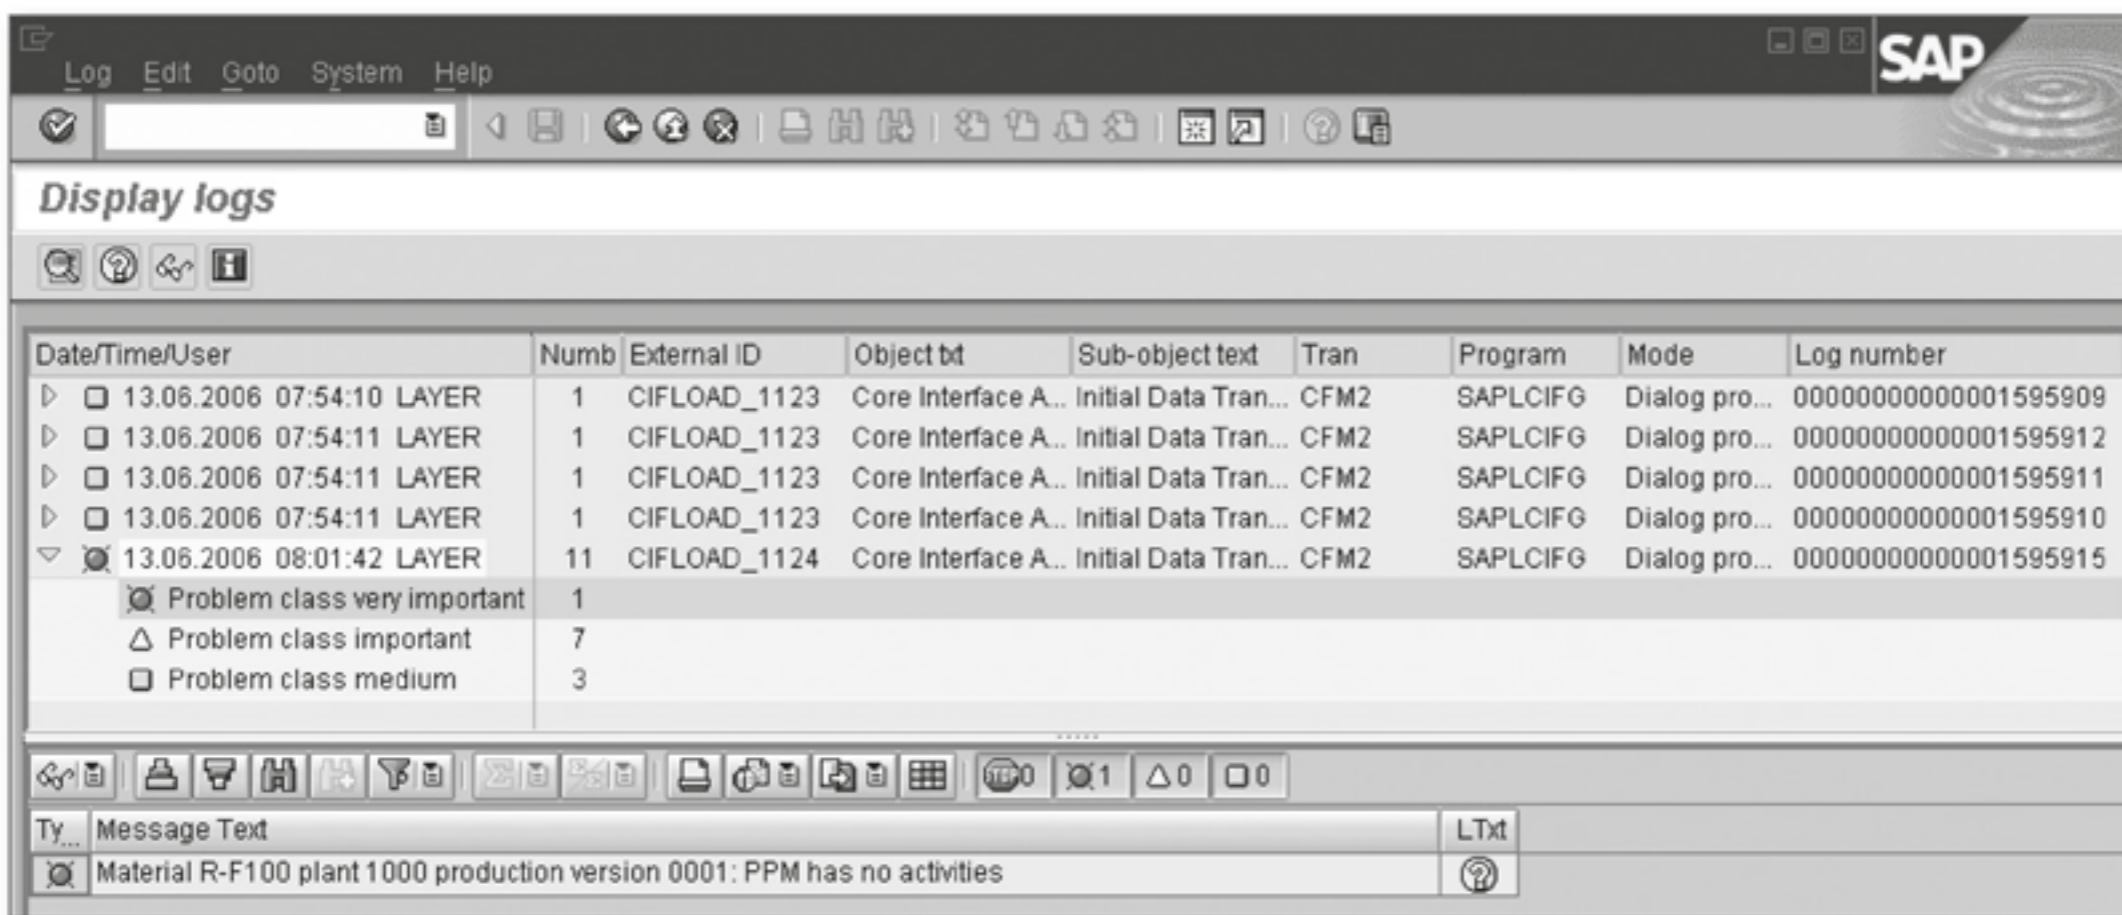 SAP
Log Edit Goto System Help
Display logs
Date/Time/User Numb External ID Object txt Sub-object text Tran Program Mode Log number
13.06.2006 07:54:10 LAYER 1 CIFLOAD_1123 Core Interface A... Initial Data Tran... CFM2 SAPLCIFG Dialog pro... 00000000000001595909
13.06.2006 07:54:11 LAYER 1 CIFLOAD_1123 Core Interface A... Initial Data Tran... CFM2 SAPLCIFG Dialog pro... 00000000000001595912
13.06.2006 07:54:11 LAYER 1 CIFLOAD_1123 Core Interface A... Initial Data Tran... CFM2 SAPLCIFG Dialog pro... 00000000000001595911
13.06.2006 07:54:11 LAYER 1 CIFLOAD_1123 Core Interface A... Initial Data Tran... CFM2 SAPLCIFG Dialog pro... 00000000000001595910
13.06.2006 08:01:42 LAYER 11 CIFLOAD_1124 Core Interface A... Initial Data Tran... CFM2 SAPLCIFG Dialog pro... 00000000000001595915
Problem class very important 1
Problem class important 7
Problem class medium 3
STOP 0 1 0 0
Ty... Message Text LTxt
Material R-F100 plant 1000 production version 0001: PPM has no activities